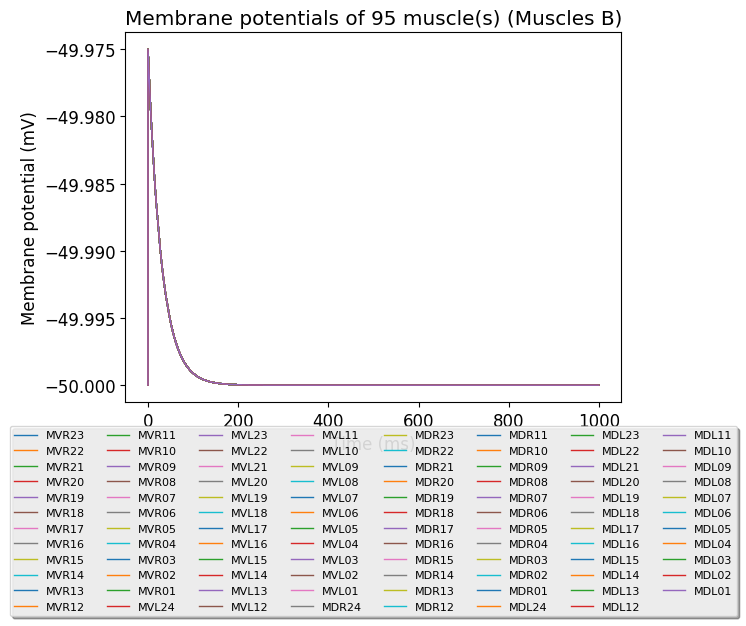 Membrane potentials of 95 muscle(s) (Muscles B)
Membrane potential (mV)
−49.975
−49.980
−49.985
−49.990
−49.995
−50.000
0 200 400 600 800 1000
Time (ms)
MVR23 MVR11 MVL23 MVL11 MDR23 MDR11 MDL23 MDL11
MVR22 MVR10 MVL22 MVL10 MDR22 MDR10 MDL22 MDL10
MVR21 MVR09 MVL21 MVL09 MDR21 MDR09 MDL21 MDL09
MVR20 MVR08 MVL20 MVL08 MDR20 MDR08 MDL20 MDL08
MVR19 MVR07 MVL19 MVL07 MDR19 MDR07 MDL19 MDL07
MVR18 MVR06 MVL18 MVL06 MDR18 MDR06 MDL18 MDL06
MVR17 MVR05 MVL17 MVL05 MDR17 MDR05 MDL17 MDL05
MVR16 MVR04 MVL16 MVL04 MDR16 MDR04 MDL16 MDL04
MVR15 MVR03 MVL15 MVL03 MDR15 MDR03 MDL15 MDL03
MVR14 MVR02 MVL14 MVL02 MDR14 MDR02 MDL14 MDL02
MVR13 MVR01 MVL13 MVL01 MDR13 MDR01 MDL13 MDL01
MVR12 MVL24 MVL12 MDR24 MDR12 MDL24 MDL12